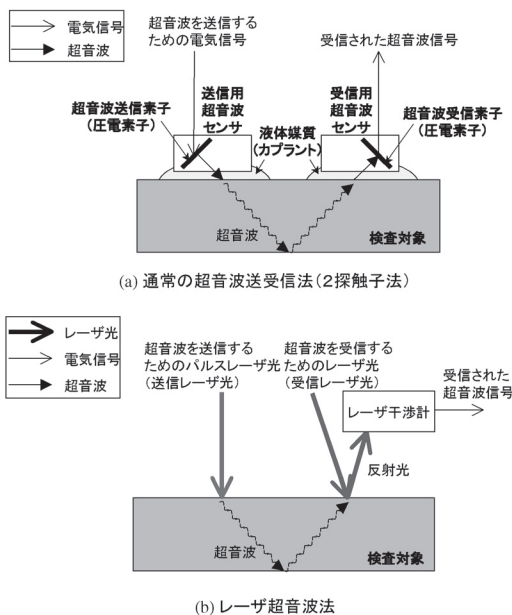 電気信号
超音波
超音波を送信する
ための電気信号
受信された超音波信号
送信用
超音波
センサ
受信用
超音波
センサ
超音波送信素子
(圧電素子)
液体媒質
(カプラント)
超音波受信素子
(圧電素子)
超音波
検査対象
(a) 通常の超音波送受信法(2探触子法)
レーザ光
電気信号
超音波
超音波を送信する
ためのパルスレーザ光
(送信レーザ光)
超音波を受信する
ためのレーザ光
(受信レーザ光)
受信された
超音波信号
レーザ干渉計
反射光
超音波
検査対象
(b) レーザ超音波法